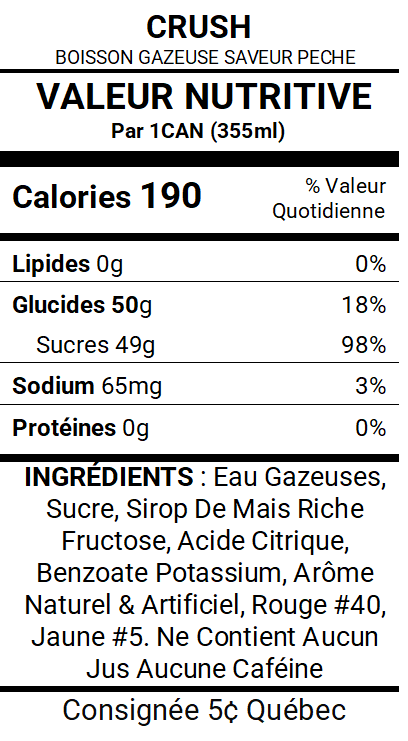 CRUSH
BOISSON GAZEUSE SAVEUR PECHE
VALEUR NUTRITIVE
Par 1CAN (355ml)
Calories 190
% Valeur
Quotidienne
Lipides 0g 0%
Glucides 50g 18%
Sucres 49g 98%
Sodium 65mg 3%
Protéines 0g 0%
INGRÉDIENTS : Eau Gazeuses,
Sucre, Sirop De Mais Riche
Fructose, Acide Citrique,
Benzoate Potassium, Arôme
Naturel & Artificiel, Rouge #40,
Jaune #5. Ne Contient Aucun
Jus Aucune Caféine
Consignée 5¢ Québec